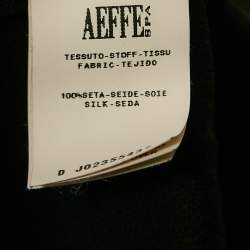 AEFFE SPA
TESSUTO-STOFF-TISSU
FABRIC-TEJIDO
100%SETA-SEIDE-SOIE
SILK-SEDA
D